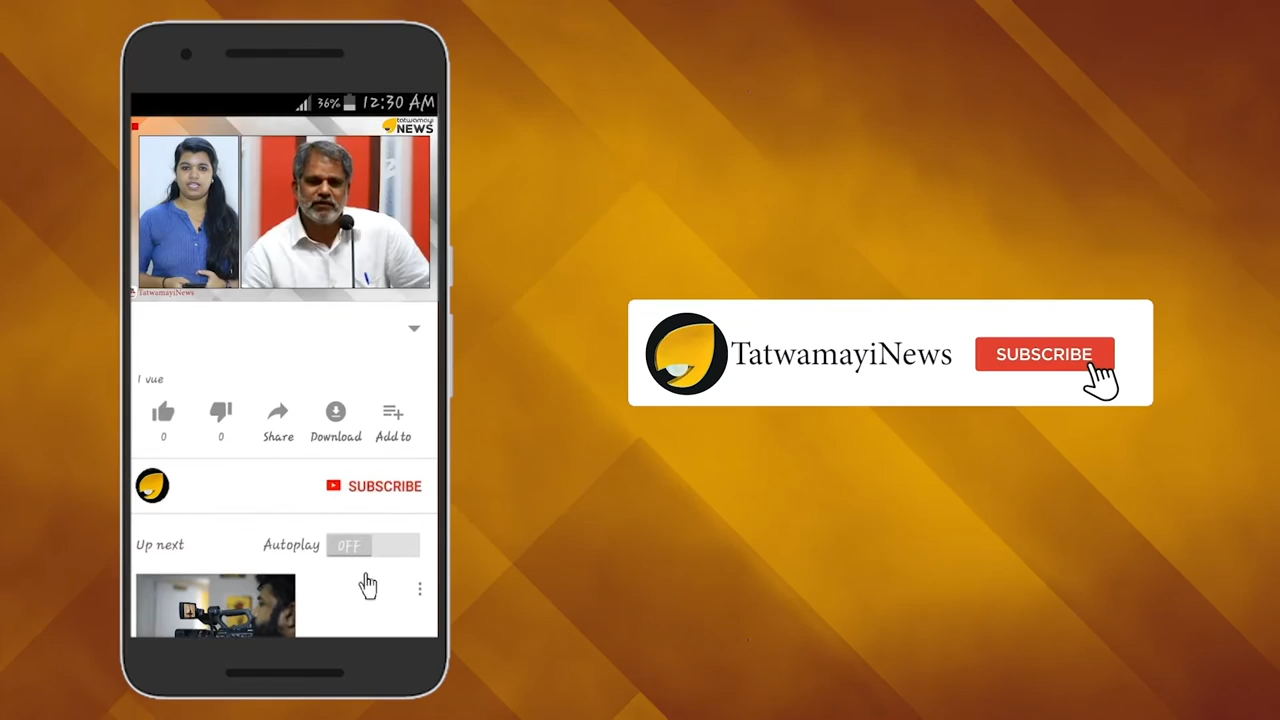 36% 12:30 AM
tatwamayi
NEWS
TatwamayiNews
1 vue
0 0 Share Download Add to
SUBSCRIBE
Up next Autoplay OFF
TatwamayiNews SUBSCRIBE